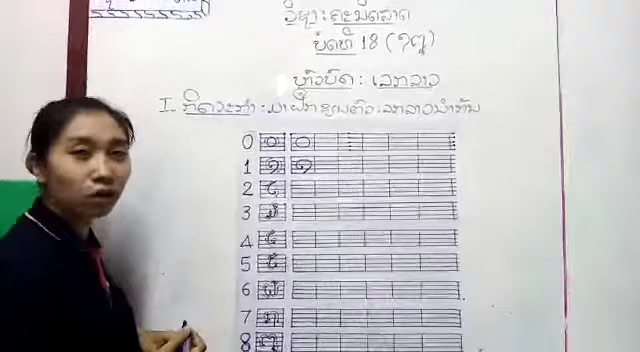 ວິຊາ: ຄະນິດສາດ
ບົດທີ 18 (໑໘)
ຫົວບົດ: ເລກລາວ
I. ກິດຈະກຳ: ມາຝຶກຂຽນຕົວເລກລາວນຳກັນ
0 ໐ ໐
1 ໑ ໑
2 ໒
3 ໓
4 ໔
5 ໕
6 ໖
7 ໗
8 ໘